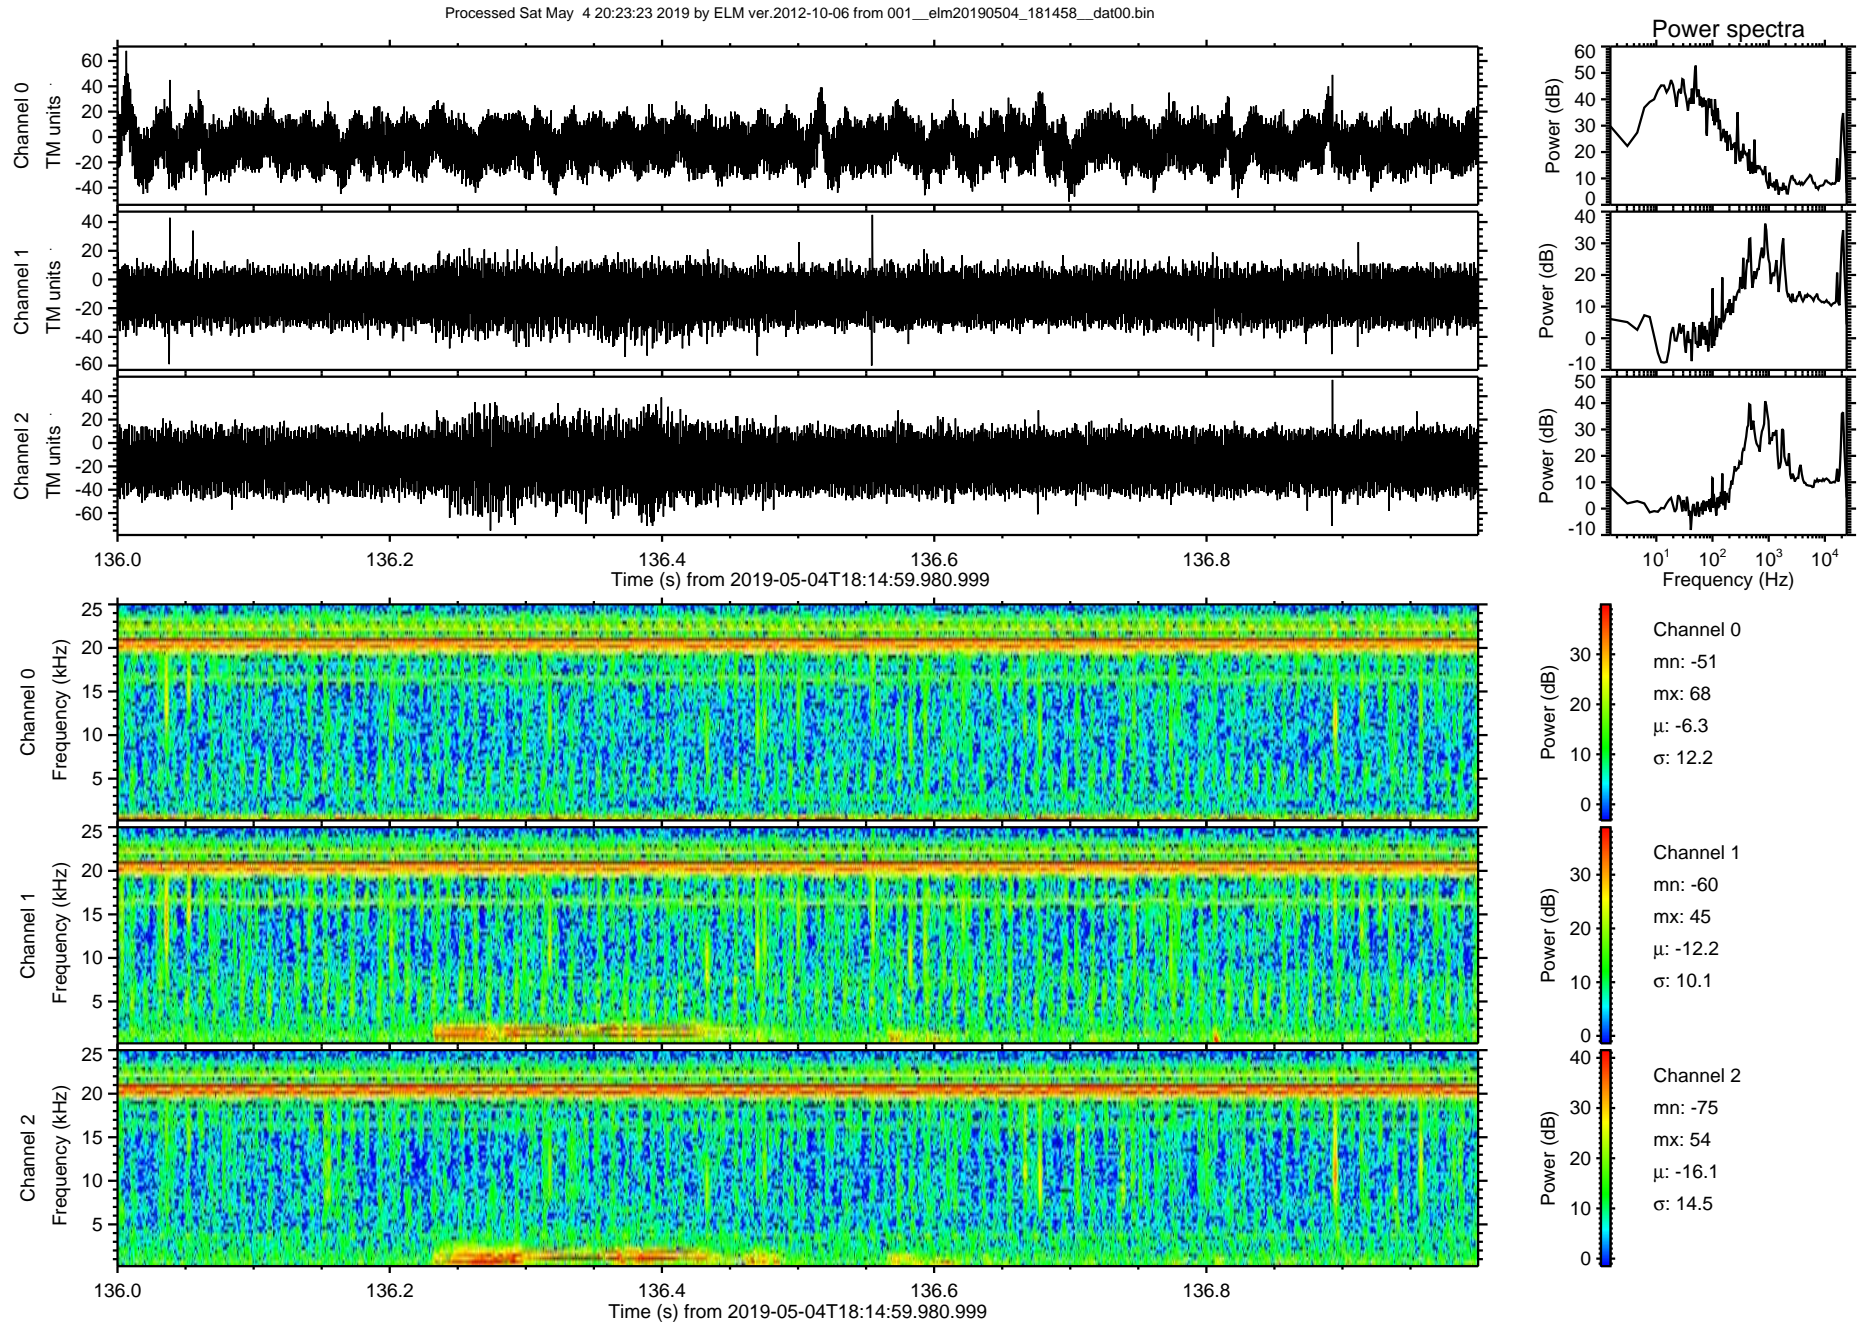 Processed Sat May  4 20:23:23 2019 by ELM ver.2012-10-06 from 001__elm20190504_181458__dat00.bin
Power spectra
Channel 0
TM units
60
40
20
0
-20
-40
Power (dB)
60
50
40
30
20
10
0
Channel 1
TM units
40
20
0
-20
-40
-60
Power (dB)
40
30
20
10
0
-10
Channel 2
TM units
40
20
0
-20
-40
-60
Power (dB)
50
40
30
20
10
0
-10
136.0 136.2 136.4 136.6 136.8
Time (s) from 2019-05-04T18:14:59.980.999
10¹ 10² 10³ 10⁴
Frequency (Hz)
Channel 0
Frequency (kHz)
25
20
15
10
5
Power (dB)
30
20
10
0
Channel 0
mn: -51
mx: 68
μ: -6.3
σ: 12.2
Channel 1
Frequency (kHz)
25
20
15
10
5
Power (dB)
30
20
10
0
Channel 1
mn: -60
mx: 45
μ: -12.2
σ: 10.1
Channel 2
Frequency (kHz)
25
20
15
10
5
Power (dB)
40
30
20
10
0
Channel 2
mn: -75
mx: 54
μ: -16.1
σ: 14.5
136.0 136.2 136.4 136.6 136.8
Time (s) from 2019-05-04T18:14:59.980.999